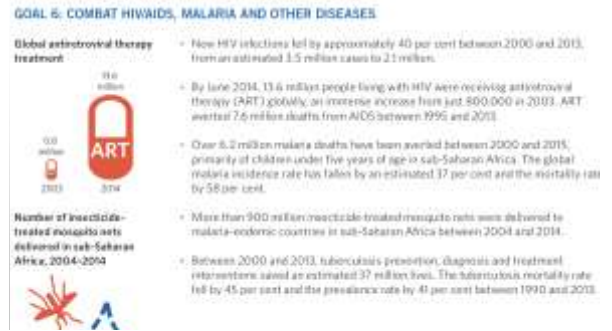 GOAL 6: COMBAT HIV/AIDS, MALARIA AND OTHER DISEASES
Global antiretroviral therapy
treatment
13.6
million
0.8
million
ART
2003
2014
• New HIV infections fell by approximately 40 per cent between 2000 and 2013,
from an estimated 3.5 million cases to 2.1 million.
• By June 2014, 13.6 million people living with HIV were receiving antiretroviral
therapy (ART) globally, an immense increase from just 800,000 in 2003. ART
averted 7.6 million deaths from AIDS between 1995 and 2013.
• Over 6.2 million malaria deaths have been averted between 2000 and 2015,
primarily of children under five years of age in sub-Saharan Africa. The global
malaria incidence rate has fallen by an estimated 37 per cent and the mortality rate
by 58 per cent.
Number of insecticide-
treated mosquito nets
delivered in sub-Saharan
Africa, 2004–2014
• More than 900 million insecticide-treated mosquito nets were delivered to
malaria-endemic countries in sub-Saharan Africa between 2004 and 2014.
• Between 2000 and 2013, tuberculosis prevention, diagnosis and treatment
interventions saved an estimated 37 million lives. The tuberculosis mortality rate
fell by 45 per cent and the prevalence rate by 41 per cent between 1990 and 2013.